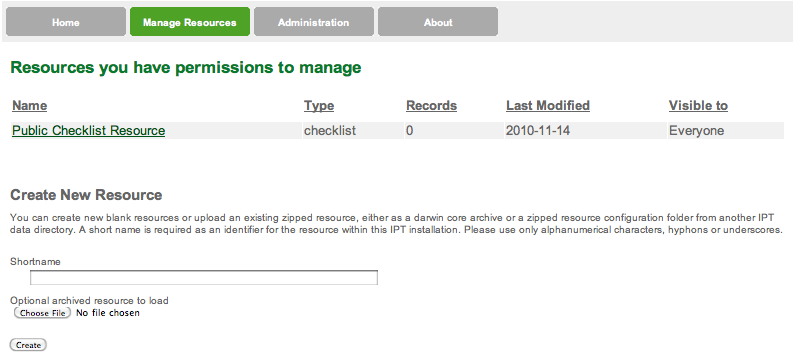 Home Manage Resources Administration About
Resources you have permissions to manage
Name Type Records Last Modified Visible to
Public Checklist Resource checklist 0 2010-11-14 Everyone
Create New Resource
You can create new blank resources or upload an existing zipped resource, either as a darwin core archive or a zipped resource configuration folder from another IPT
data directory. A short name is required as an identifier for the resource within this IPT installation. Please use only alphanumerical characters, hyphons or underscores.
Shortname
Optional archived resource to load
Choose File No file chosen
Create